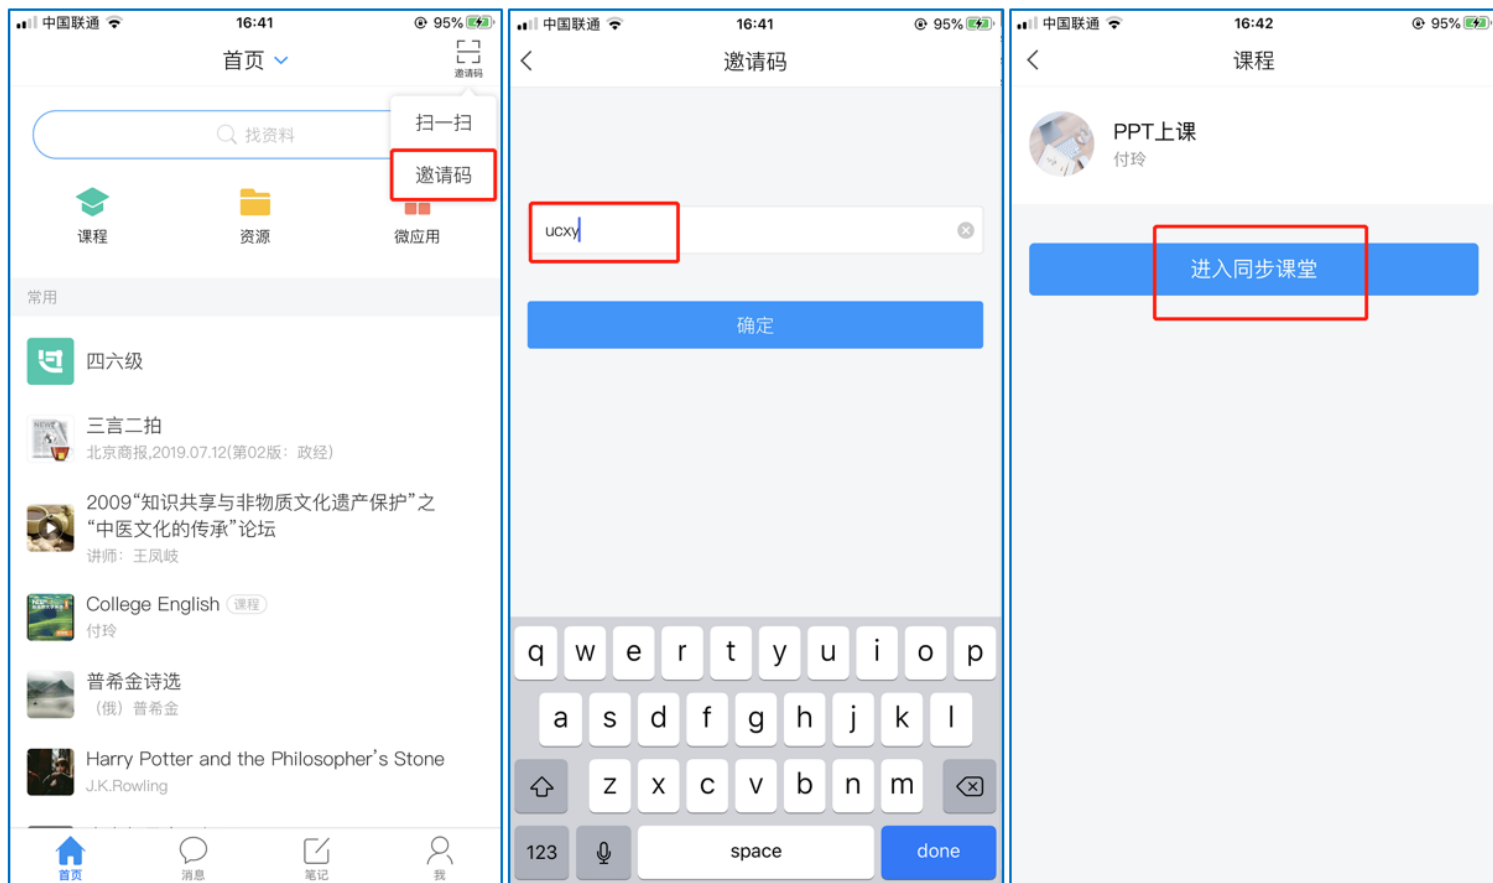 中国联通
16:41
95%
首页
邀请码
找资料
扫一扫
邀请码
课程
资源
微应用
常用
四六级
三言二拍
北京商报,2019.07.12(第02版：政经)
2009“知识共享与非物质文化遗产保护”之
“中医文化的传承”论坛
讲师：王凤岐
College English 课程
付玲
普希金诗选
（俄）普希金
Harry Potter and the Philosopher's Stone
J.K.Rowling
首页
消息
笔记
我
中国联通
16:41
95%
邀请码
ucxy
确定
q w e r t y u i o p
a s d f g h j k l
z x c v b n m
123
space
done
中国联通
16:42
95%
课程
PPT上课
付玲
进入同步课堂